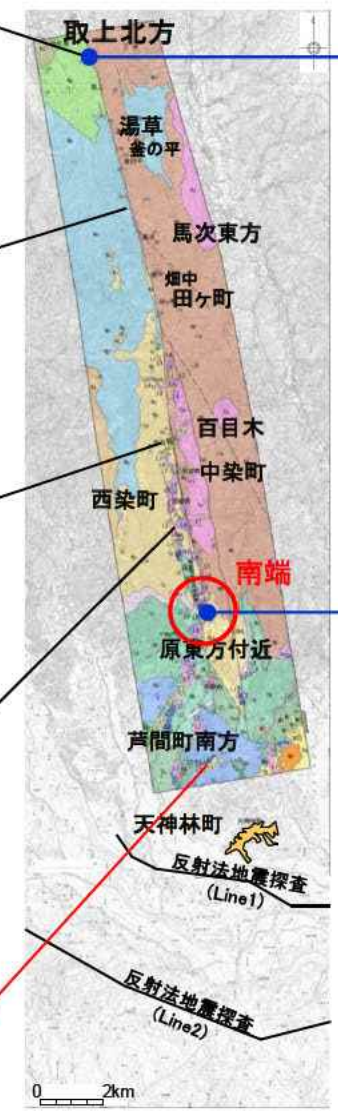 取上北方
湯草
釜の平
馬次東方
畑中
田ヶ町
百目木
中染町
西染町
南端
原東方付近
芦間町南方
天神林町
反射法地震探査
(Line1)
反射法地震探査
(Line2)
0 2km